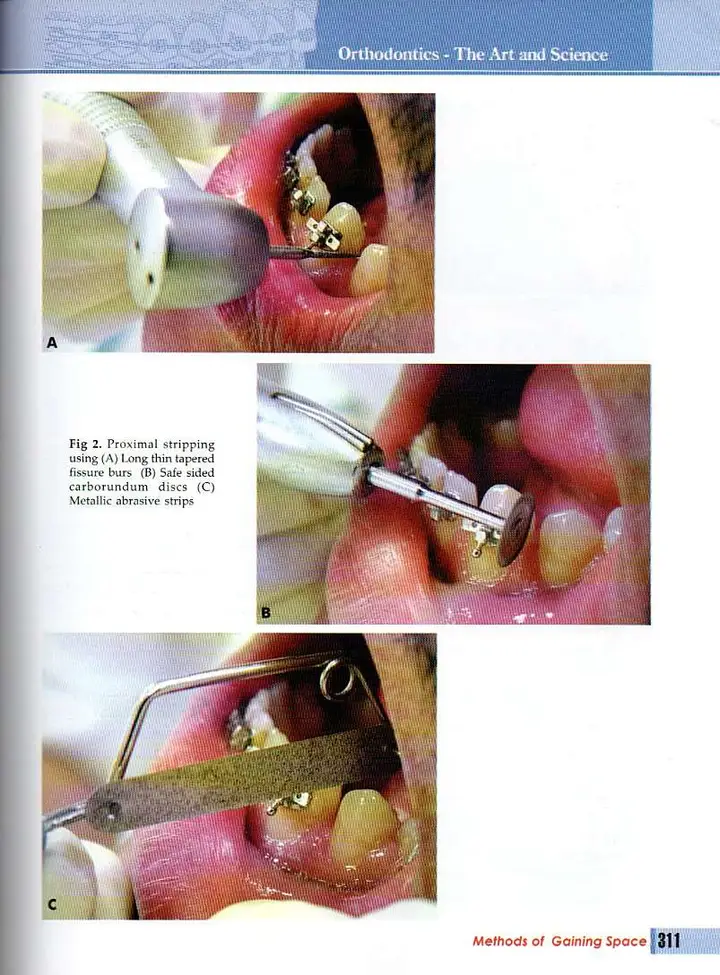 Orthodontics - The Art and Science
A
Fig 2. Proximal stripping
using (A) Long thin tapered
fissure burs (B) Safe sided
carborundum discs (C)
Metallic abrasive strips
B
C
Methods of Gaining Space 311